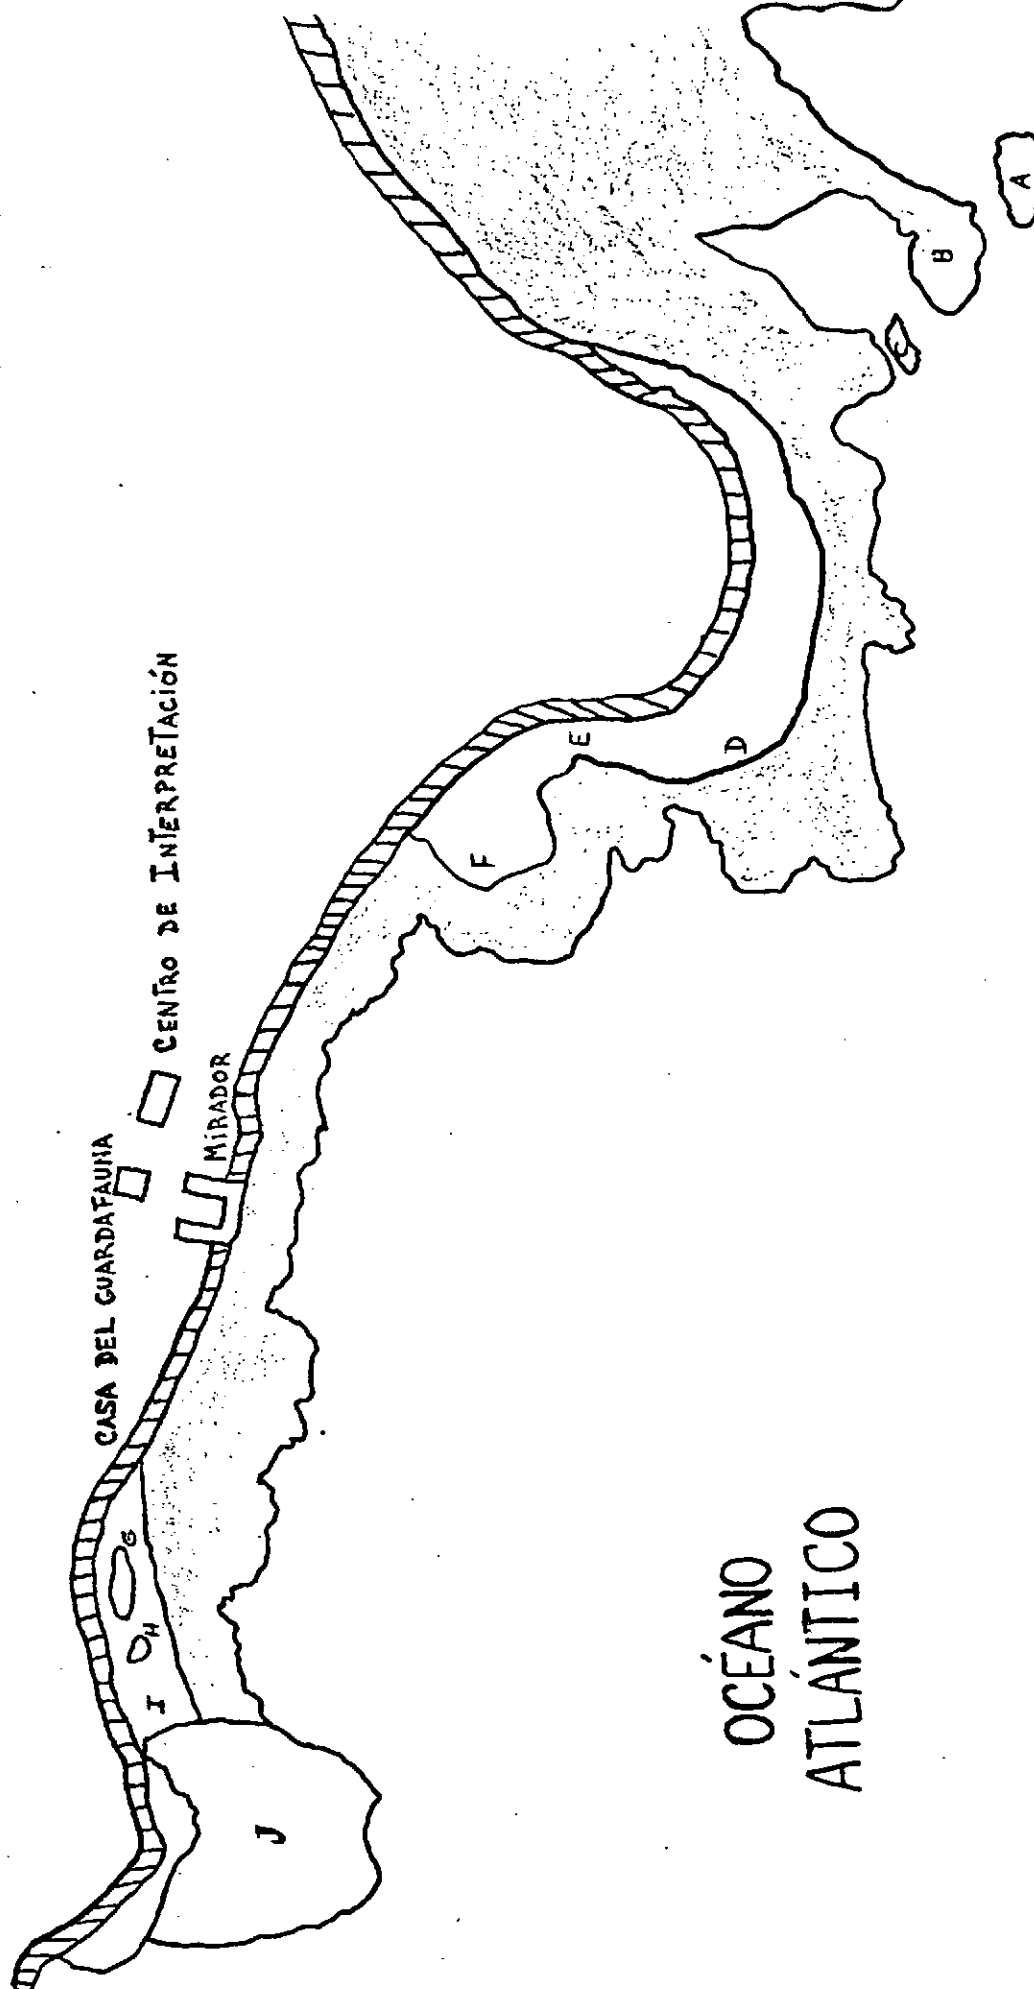 CASA DEL GUARDAFAUNA
CENTRO DE INTERPRETACIÓN
MIRADOR
J
I
H
G
F
E
D
C
B
A
OCÉANO
ATLÁNTICO